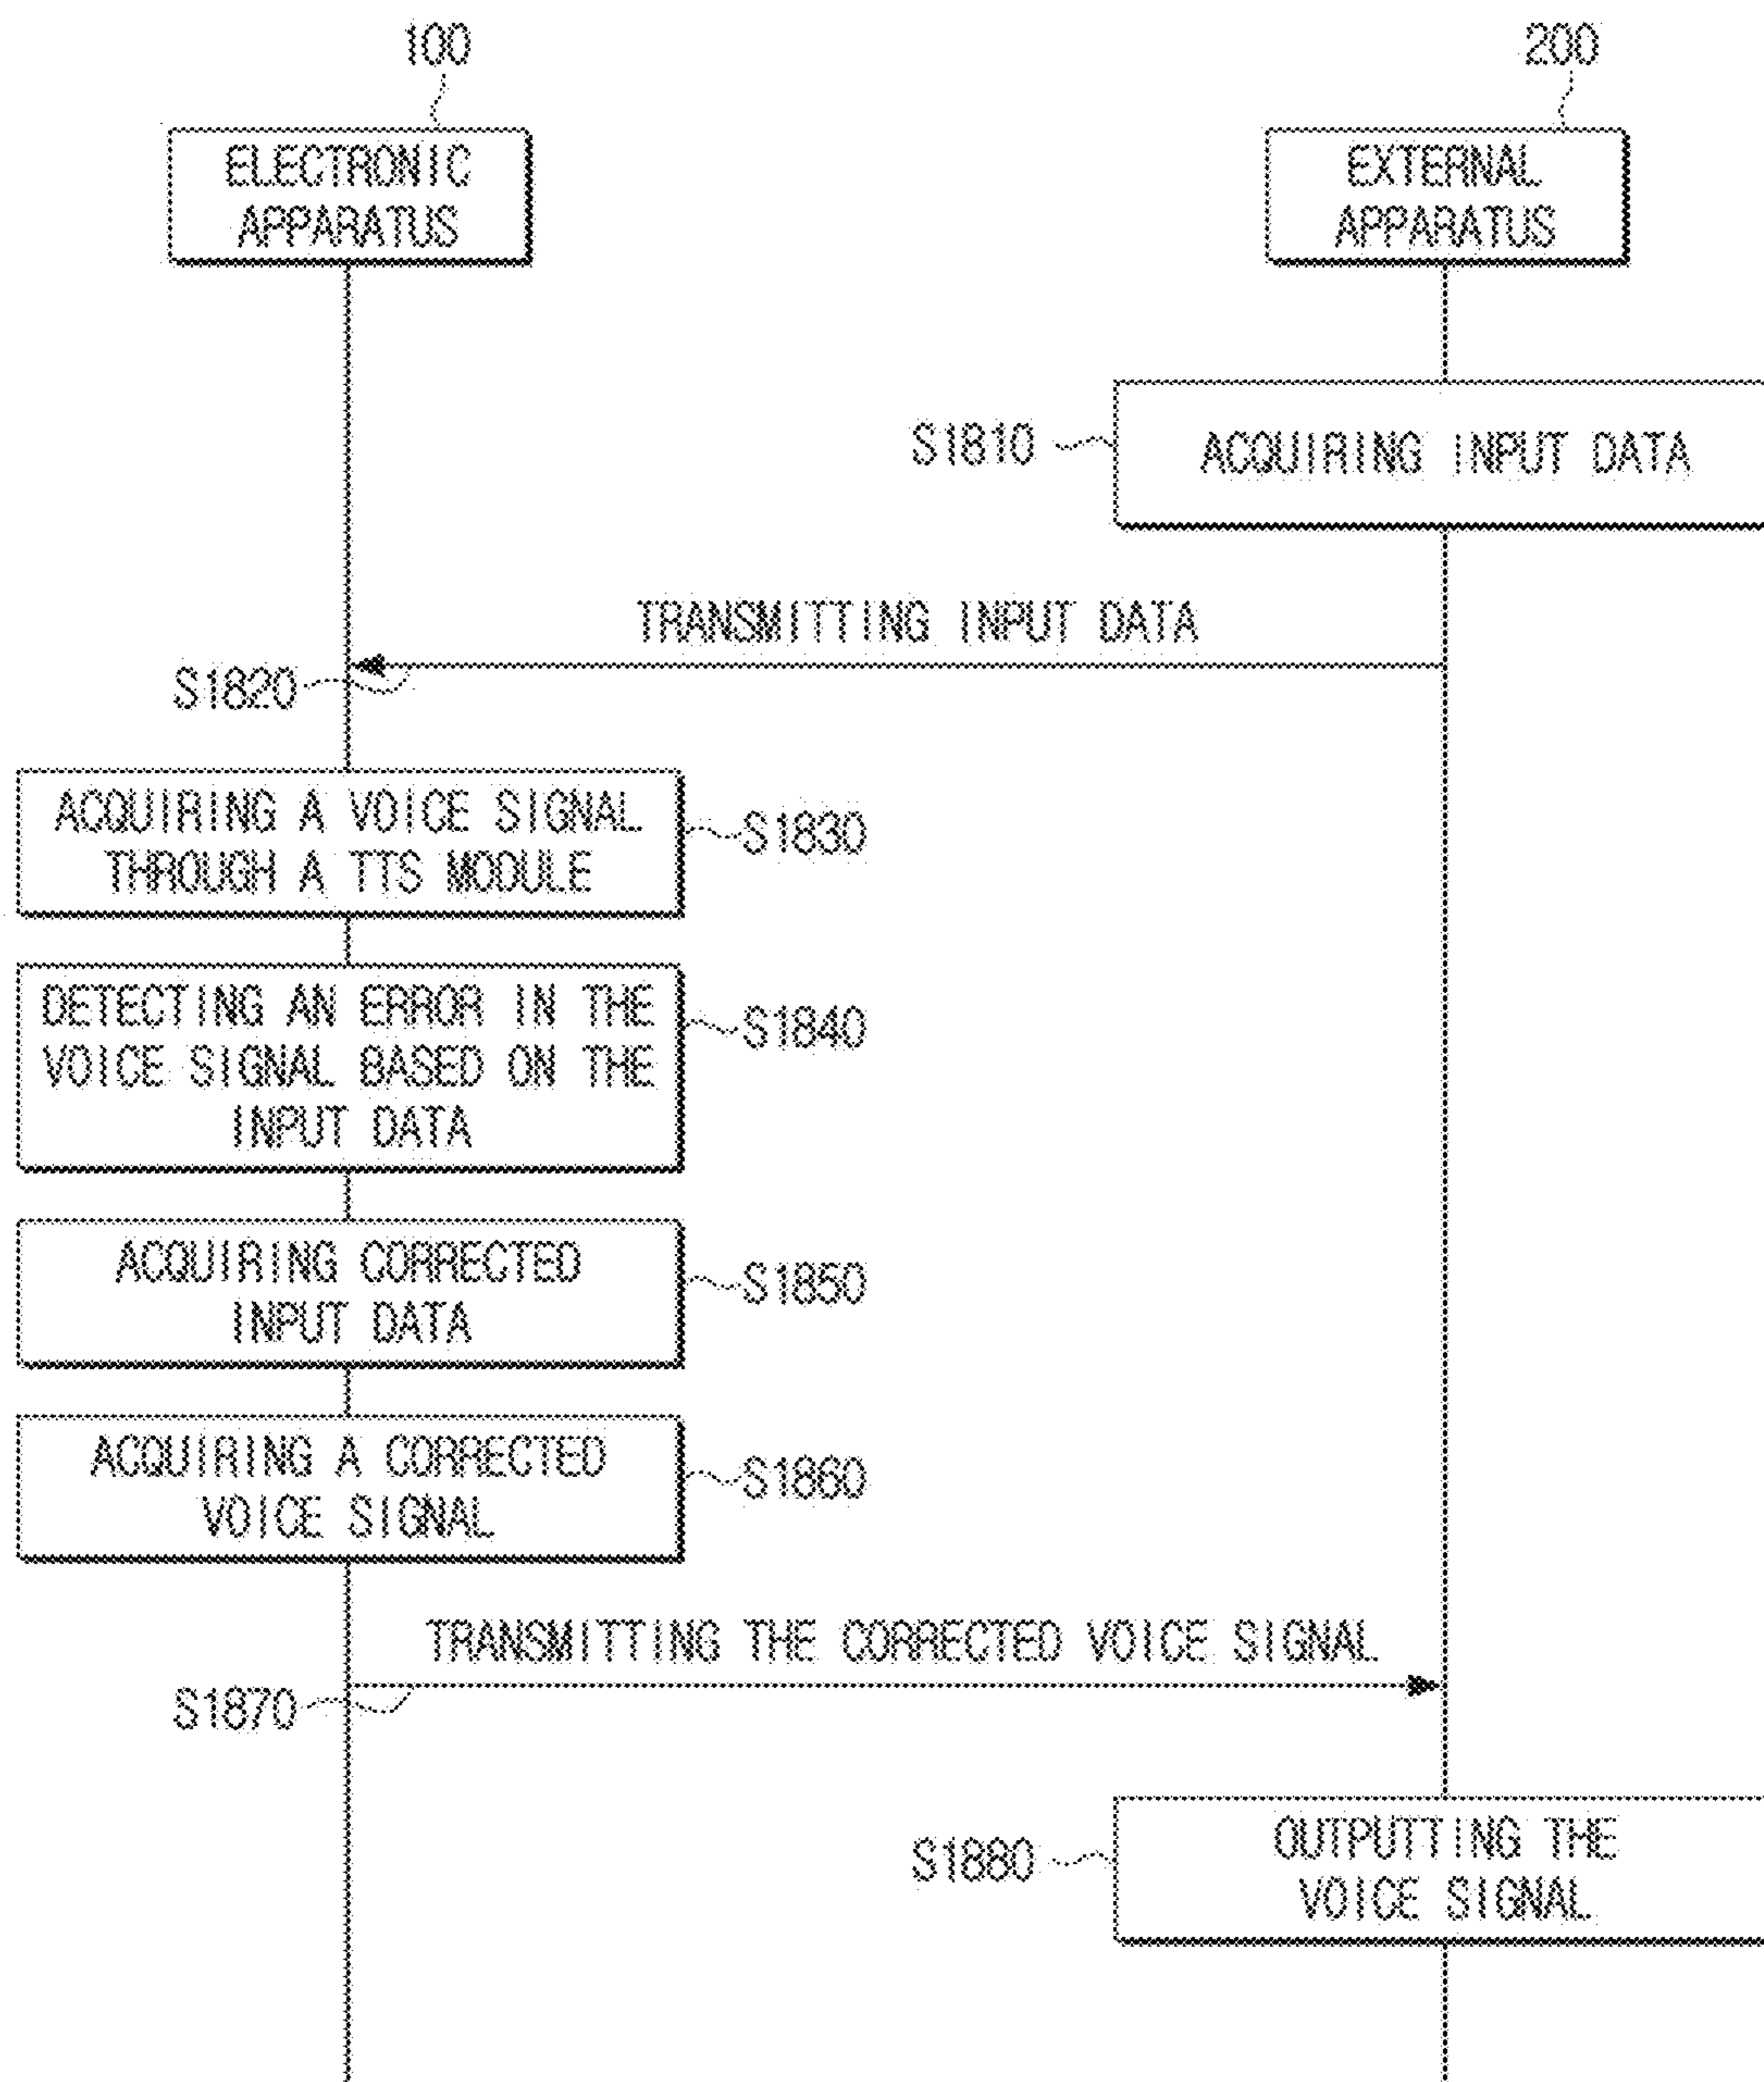 100
200
ELECTRONIC
APPARATUS
EXTERNAL
APPARATUS
S1810
ACQUIRING INPUT DATA
TRANSMITTING INPUT DATA
S1820
ACQUIRING A VOICE SIGNAL
THROUGH A TTS MODULE
S1830
DETECTING AN ERROR IN THE
VOICE SIGNAL BASED ON THE
INPUT DATA
S1840
ACQUIRING CORRECTED
INPUT DATA
S1850
ACQUIRING A CORRECTED
VOICE SIGNAL
S1860
TRANSMITTING THE CORRECTED VOICE SIGNAL
S1870
S1880
OUTPUTTING THE
VOICE SIGNAL